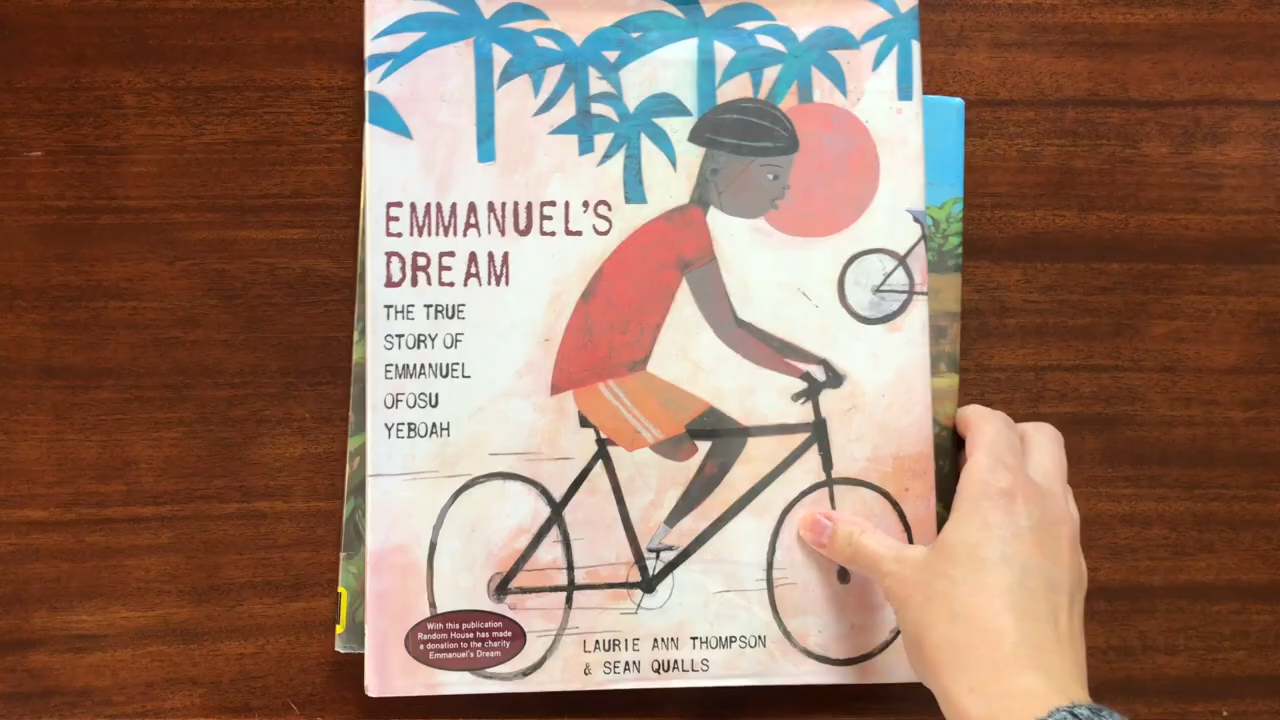 EMMANUEL'S
DREAM
THE TRUE
STORY OF
EMMANUEL
OFOSU
YEBOAH
With this publication
Random House has made
a donation to the charity
Emmanuel's Dream
LAURIE ANN THOMPSON
& SEAN QUALLS